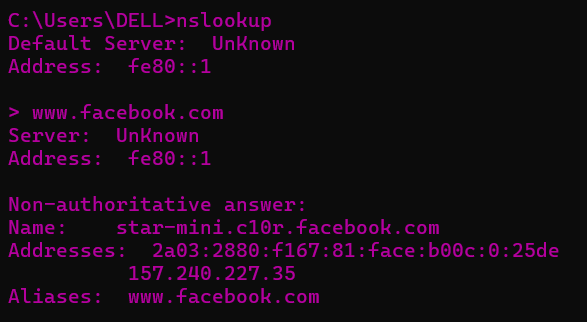 C:\Users\DELL>nslookup
Default Server:  UnKnown
Address:  fe80::1
> www.facebook.com
Server:  UnKnown
Address:  fe80::1
Non-authoritative answer:
Name:    star-mini.c10r.facebook.com
Addresses:  2a03:2880:f167:81:face:b00c:0:25de
          157.240.227.35
Aliases:  www.facebook.com